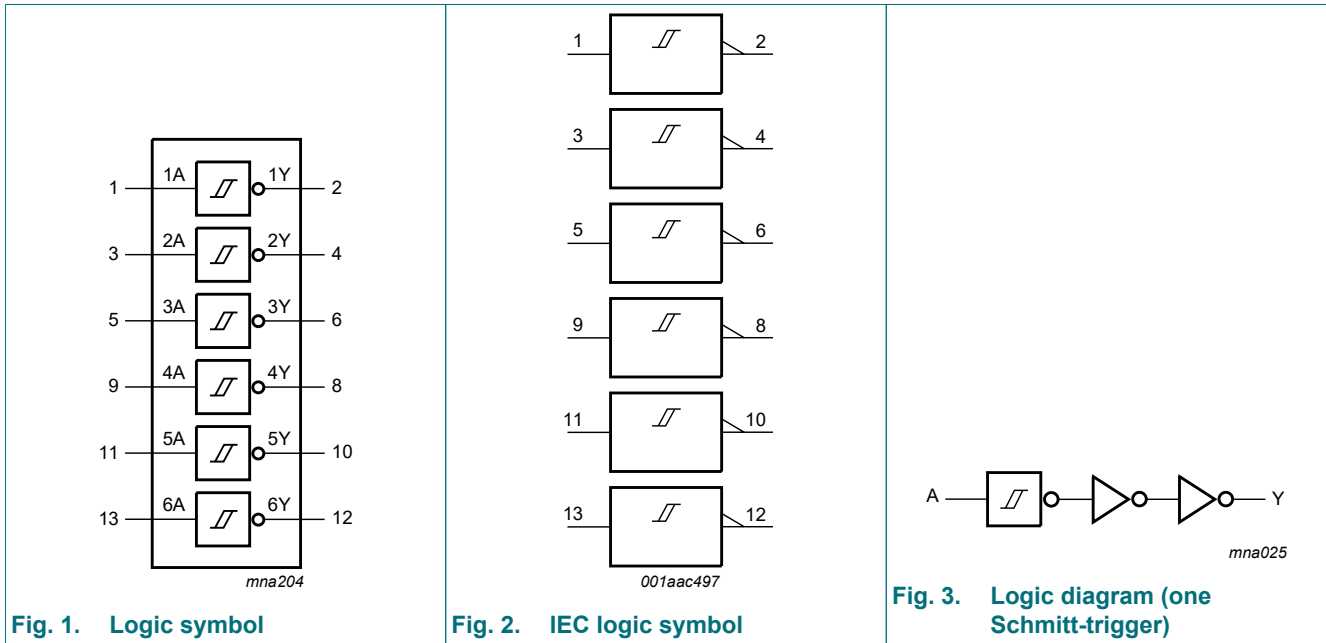 1 1A 1Y 2
3 2A 2Y 4
5 3A 3Y 6
9 4A 4Y 8
11 5A 5Y 10
13 6A 6Y 12
mna204
Fig. 1. Logic symbol
1 2
3 4
5 6
9 8
11 10
13 12
001aac497
Fig. 2. IEC logic symbol
A Y
mna025
Fig. 3. Logic diagram (one
Schmitt-trigger)